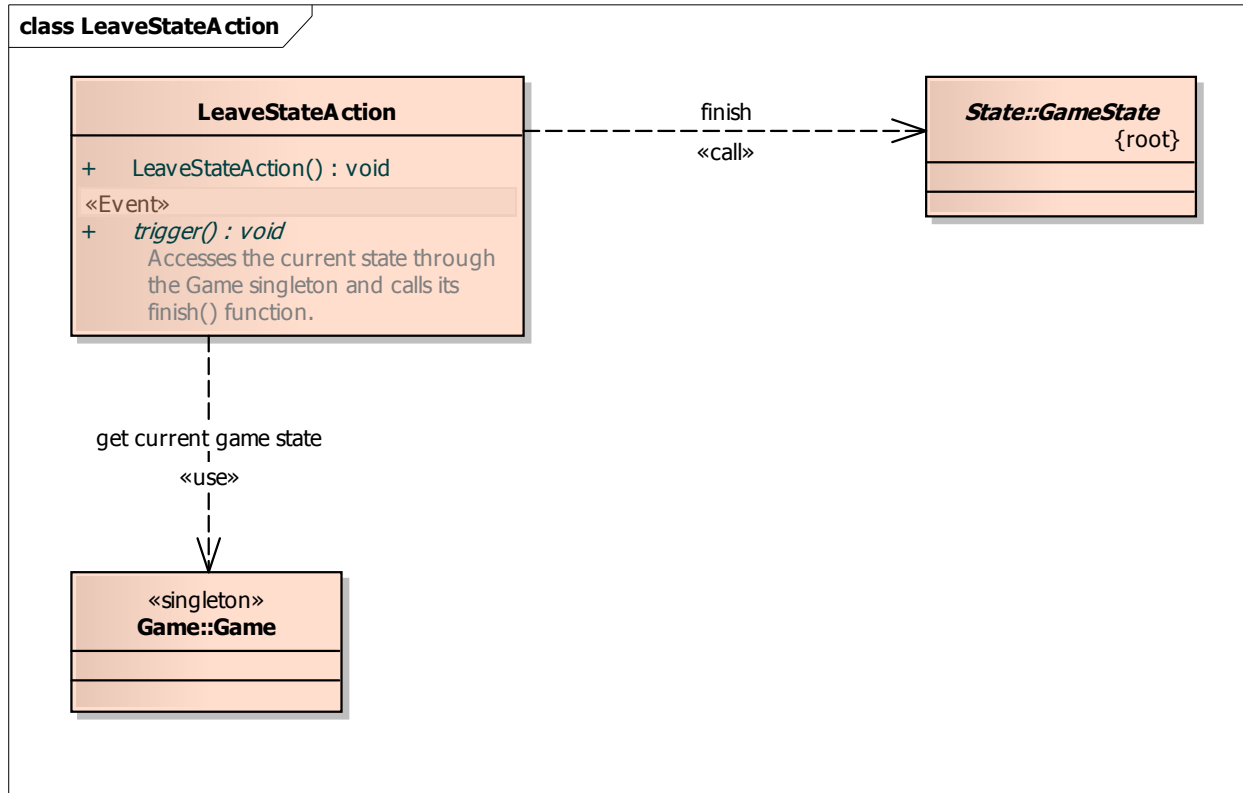 class LeaveStateAction
LeaveStateAction
+ LeaveStateAction() : void
«Event»
+ trigger() : void
Accesses the current state through
the Game singleton and calls its
finish() function.
finish
«call»
State::GameState
{root}
get current game state
«use»
«singleton»
Game::Game